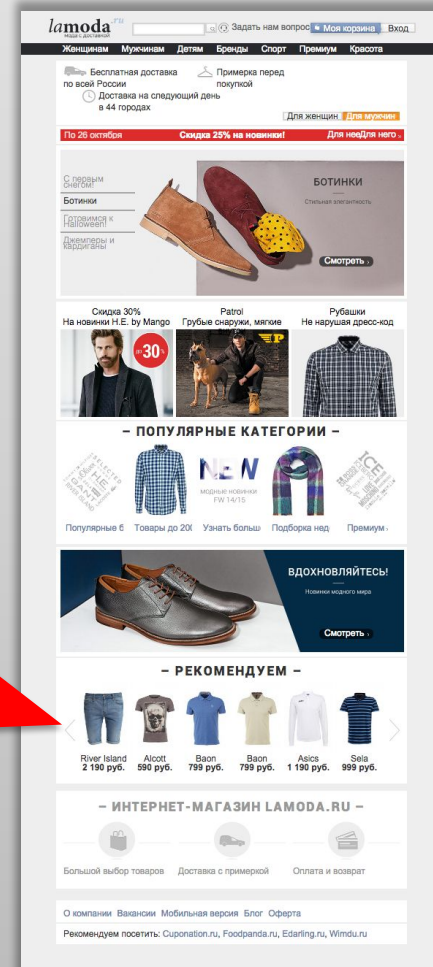 lamoda.ru
мода с доставкой
Задать нам вопрос
Моя корзина
Вход
Женщинам Мужчинам Детям Бренды Спорт Премиум Красота
Бесплатная доставка
по всей России
Примерка перед
покупкой
Доставка на следующий день
в 44 городах
Для женщин
Для мужчин
По 26 октября
Скидка 25% на новинки!
Для нее
Для него
С первым
снегом!
Ботинки
Готовимся к
Halloween!
Джемперы и
кардиганы
БОТИНКИ
Стильная элегантность
Смотреть
Скидка 30%
На новинки H.E. by Mango
Patrol
Грубые снаружи, мягкие
Рубашки
Не нарушая дресс-код
до 30%
– ПОПУЛЯРНЫЕ КАТЕГОРИИ –
NEW
МОДНЫЕ НОВИНКИ
FW 14/15
Популярные б
Товары до 200
Узнать больш
Подборка нед
Премиум
ВДОХНОВЛЯЙТЕСЬ!
Новинки модного мира
Смотреть
– РЕКОМЕНДУЕМ –
River Island
2 190 руб.
Alcott
590 руб.
Baon
799 руб.
Baon
799 руб.
Asics
1 190 руб.
Sela
999 руб.
– ИНТЕРНЕТ-МАГАЗИН LAMODA.RU –
Большой выбор товаров
Доставка с примеркой
Оплата и возврат
О компании Вакансии Мобильная версия Блог Оферта
Рекомендуем посетить: Cuponation.ru, Foodpanda.ru, Edarling.ru, Wimdu.ru